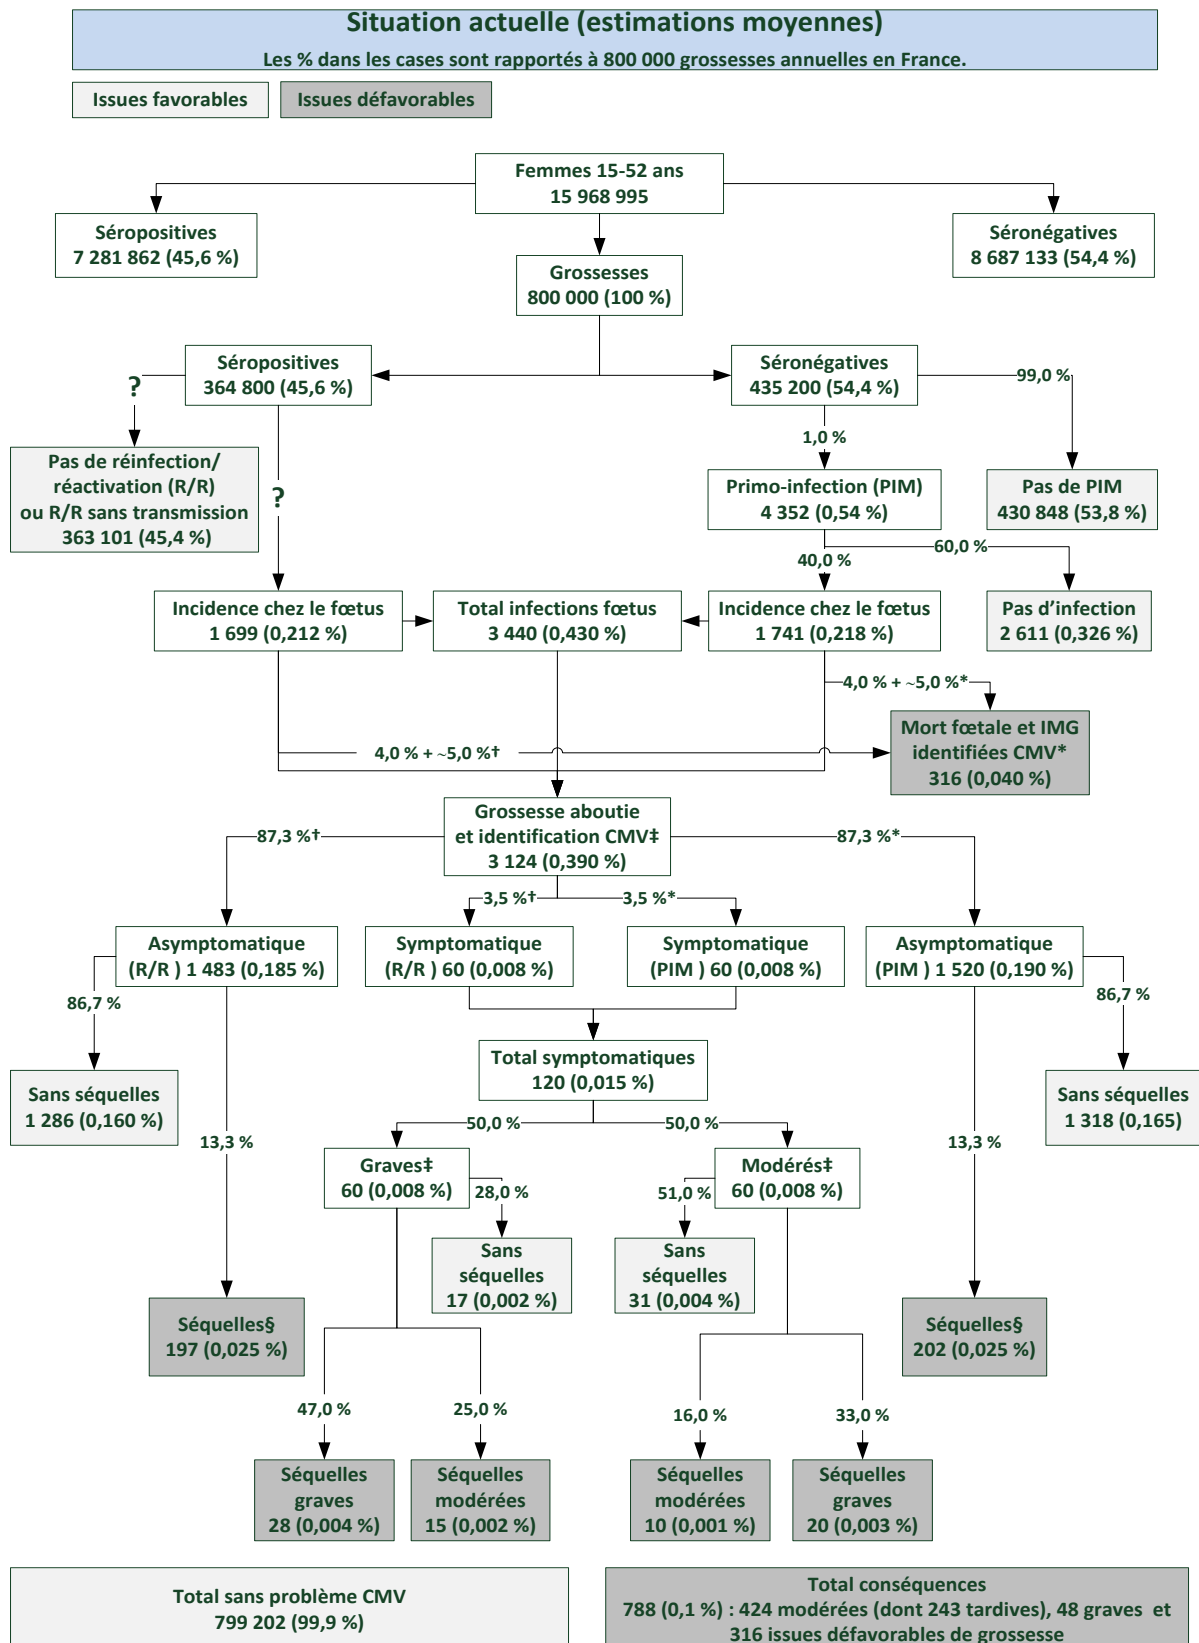 Situation actuelle (estimations moyennes)
Les % dans les cases sont rapportés à 800 000 grossesses annuelles en France.
Issues favorables
Issues défavorables
Femmes 15-52 ans
15 968 995
Séropositives
7 281 862 (45,6 %)
Séronégatives
8 687 133 (54,4 %)
Grossesses
800 000 (100 %)
Séropositives
364 800 (45,6 %)
Séronégatives
435 200 (54,4 %)
?
99,0 %
1,0 %
Pas de réinfection/
réactivation (R/R)
ou R/R sans transmission
363 101 (45,4 %)
?
Primo-infection (PIM)
4 352 (0,54 %)
Pas de PIM
430 848 (53,8 %)
60,0 %
40,0 %
Incidence chez le fœtus
1 699 (0,212 %)
Total infections fœtus
3 440 (0,430 %)
Incidence chez le fœtus
1 741 (0,218 %)
Pas d’infection
2 611 (0,326 %)
4,0 % + ~5,0 %*
4,0 % + ~5,0 %†
Mort fœtale et IMG
identifiées CMV*
316 (0,040 %)
Grossesse aboutie
et identification CMV‡
3 124 (0,390 %)
87,3 %†
87,3 %*
3,5 %†
3,5 %*
Asymptomatique
(R/R ) 1 483 (0,185 %)
Symptomatique
(R/R ) 60 (0,008 %)
Symptomatique
(PIM ) 60 (0,008 %)
Asymptomatique
(PIM ) 1 520 (0,190 %)
86,7 %
86,7 %
Total symptomatiques
120 (0,015 %)
Sans séquelles
1 286 (0,160 %)
Sans séquelles
1 318 (0,165)
50,0 %
50,0 %
13,3 %
13,3 %
Graves‡
60 (0,008 %)
Modérés‡
60 (0,008 %)
28,0 %
51,0 %
Sans
séquelles
17 (0,002 %)
Sans
séquelles
31 (0,004 %)
Séquelles§
197 (0,025 %)
Séquelles§
202 (0,025 %)
47,0 %
25,0 %
16,0 %
33,0 %
Séquelles
graves
28 (0,004 %)
Séquelles
modérées
15 (0,002 %)
Séquelles
modérées
10 (0,001 %)
Séquelles
graves
20 (0,003 %)
Total sans problème CMV
799 202 (99,9 %)
Total conséquences
788 (0,1 %) : 424 modérées (dont 243 tardives), 48 graves et
316 issues défavorables de grossesse